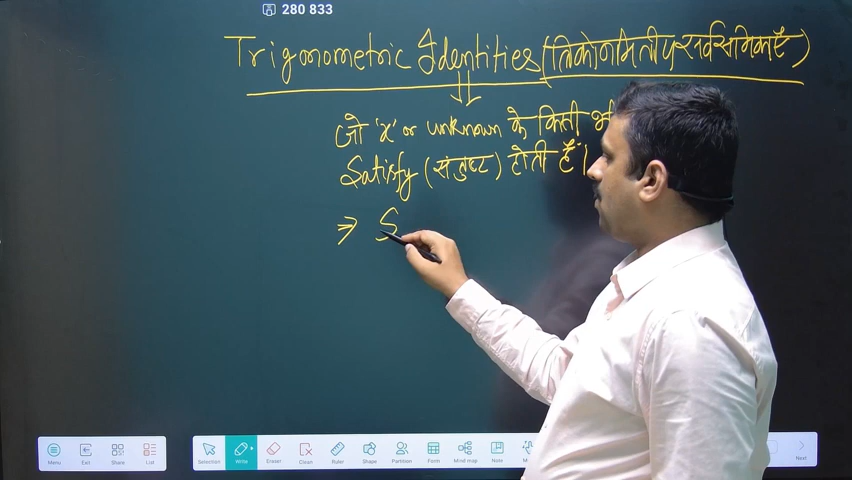 280 833
Trigonometric Identities (त्रिकोणमितीय सर्वसमिकाएँ)
जो 'x' or unknown के किसी भी
Satisfy (संतुष्ट) होती हैं।
⇒ S
Menu Exit Share List Selection Write Eraser Clean Ruler Shape Partition Form Mind map Note Next